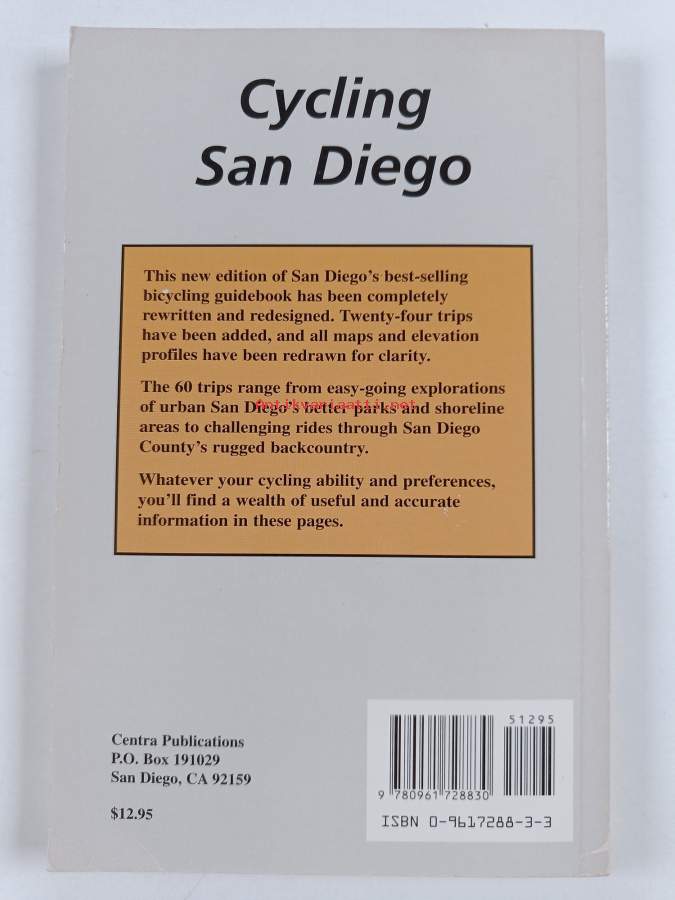 Cycling
San Diego
This new edition of San Diego's best-selling
bicycling guidebook has been completely
rewritten and redesigned. Twenty-four trips
have been added, and all maps and elevation
profiles have been redrawn for clarity.
The 60 trips range from easy-going explorations
of urban San Diego's better parks and shoreline
areas to challenging rides through San Diego
County's rugged backcountry.
Whatever your cycling ability and preferences,
you'll find a wealth of useful and accurate
information in these pages.
Antikvariaatti.net
Centra Publications
P.O. Box 191029
San Diego, CA 92159
$12.95
51295
9 780961 728830
ISBN 0-9617288-3-3